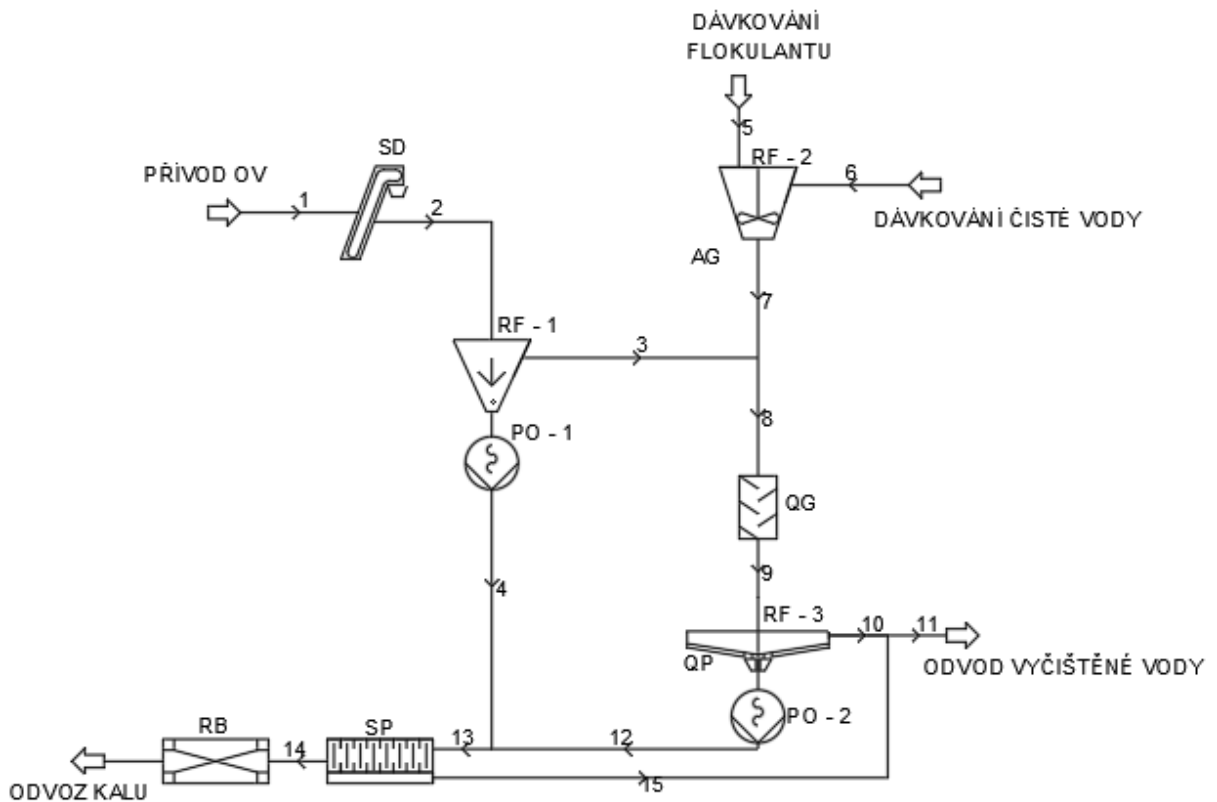 DÁVKOVÁNÍ
FLOKULANTU
5
RF - 2
SD
PŘÍVOD OV
1
2
6
DÁVKOVÁNÍ ČISTÉ VODY
AG
7
RF - 1
3
8
PO - 1
QG
9
4
RF - 3
10
11
QP
ODVOD VYČIŠTĚNÉ VODY
PO - 2
RB
SP
14
13
12
15
ODVOZ KALU